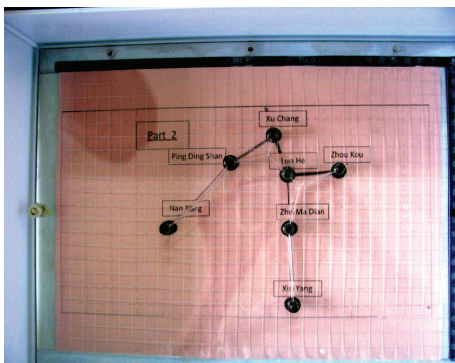 Xu Chang
Part 2
Ping Ding Shan
Luo He
Zhou Kou
Nan Yang
Zhu Ma Dian
Xin Yang